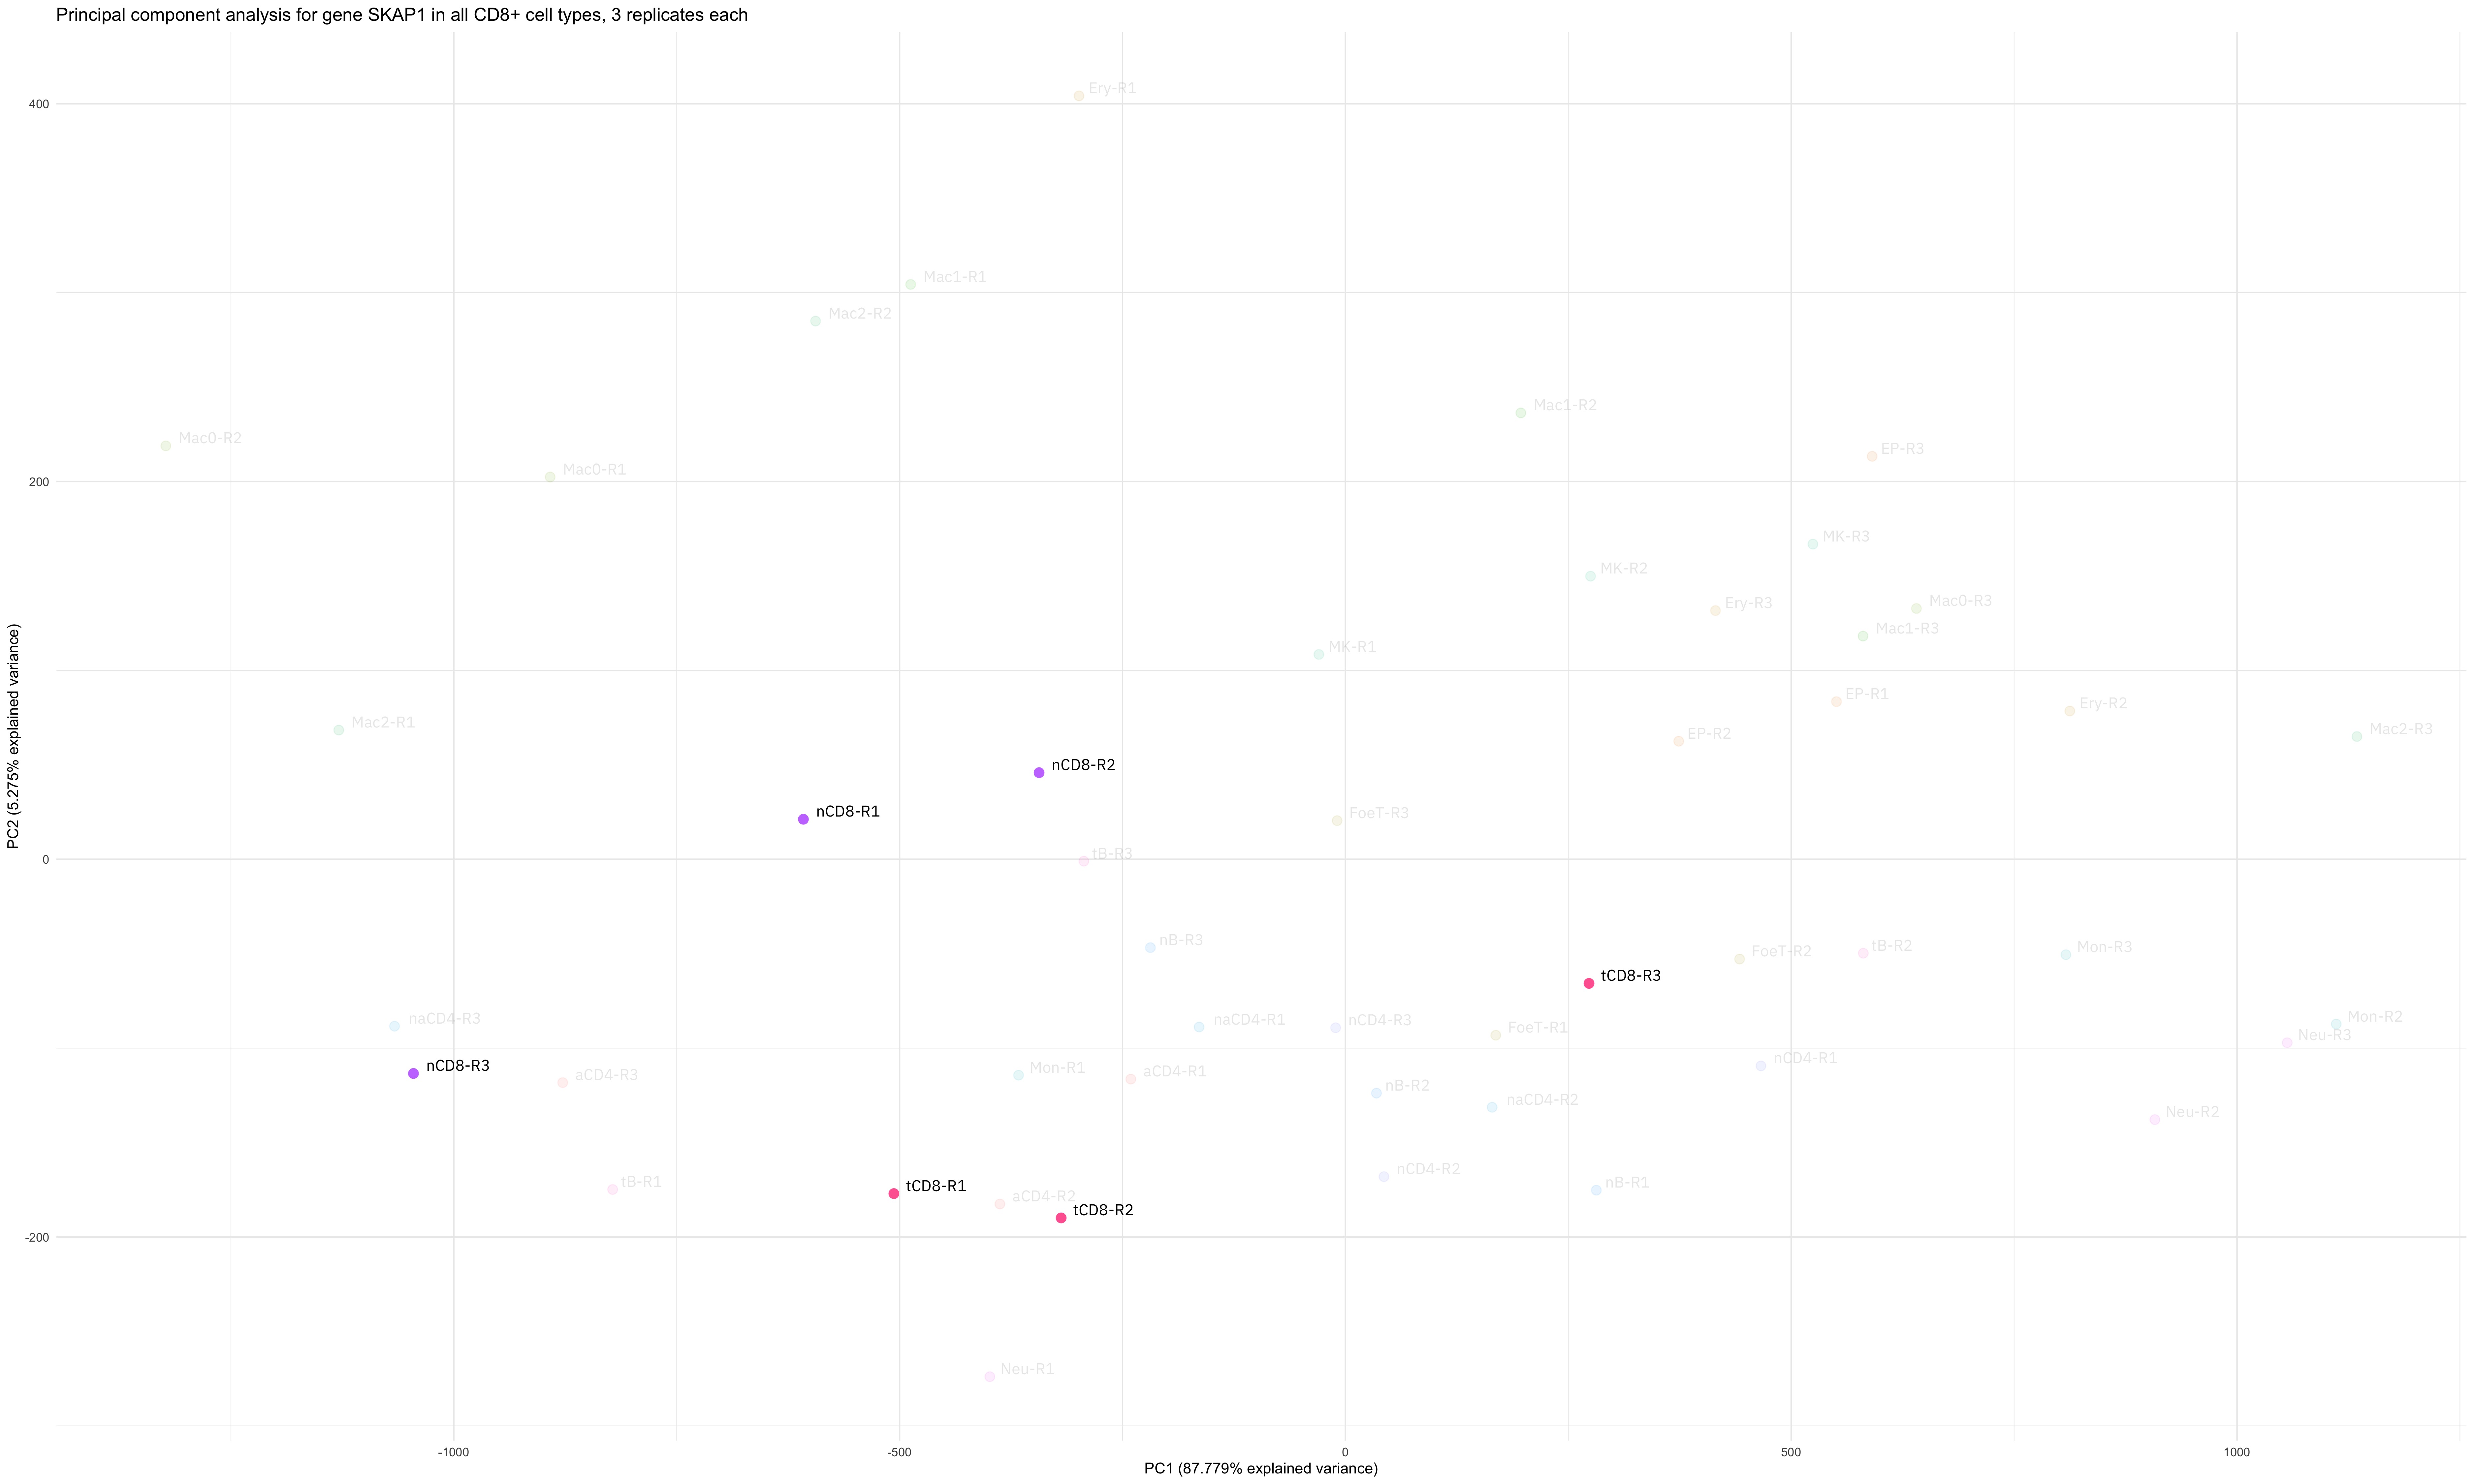 Principal component analysis for gene SKAP1 in all CD8+ cell types, 3 replicates each
400
Ery-R1
Mac1-R1
Mac2-R2
Mac1-R2
Mac0-R2
EP-R3
Mac0-R1
200
MK-R3
MK-R2
Ery-R3
Mac0-R3
Mac1-R3
MK-R1
EP-R1
Ery-R2
Mac2-R1
EP-R2
Mac2-R3
nCD8-R2
nCD8-R1
FoeT-R3
tB-R3
0
nB-R3
FoeT-R2
tB-R2
Mon-R3
tCD8-R3
naCD4-R3
naCD4-R1
nCD4-R3
FoeT-R1
Mon-R2
Neu-R3
nCD8-R3
aCD4-R3
Mon-R1
aCD4-R1
nCD4-R1
nB-R2
naCD4-R2
Neu-R2
nCD4-R2
tB-R1
tCD8-R1
aCD4-R2
tCD8-R2
nB-R1
-200
Neu-R1
-1000
-500
0
500
1000
PC1 (87.779% explained variance)
PC2 (5.275% explained variance)